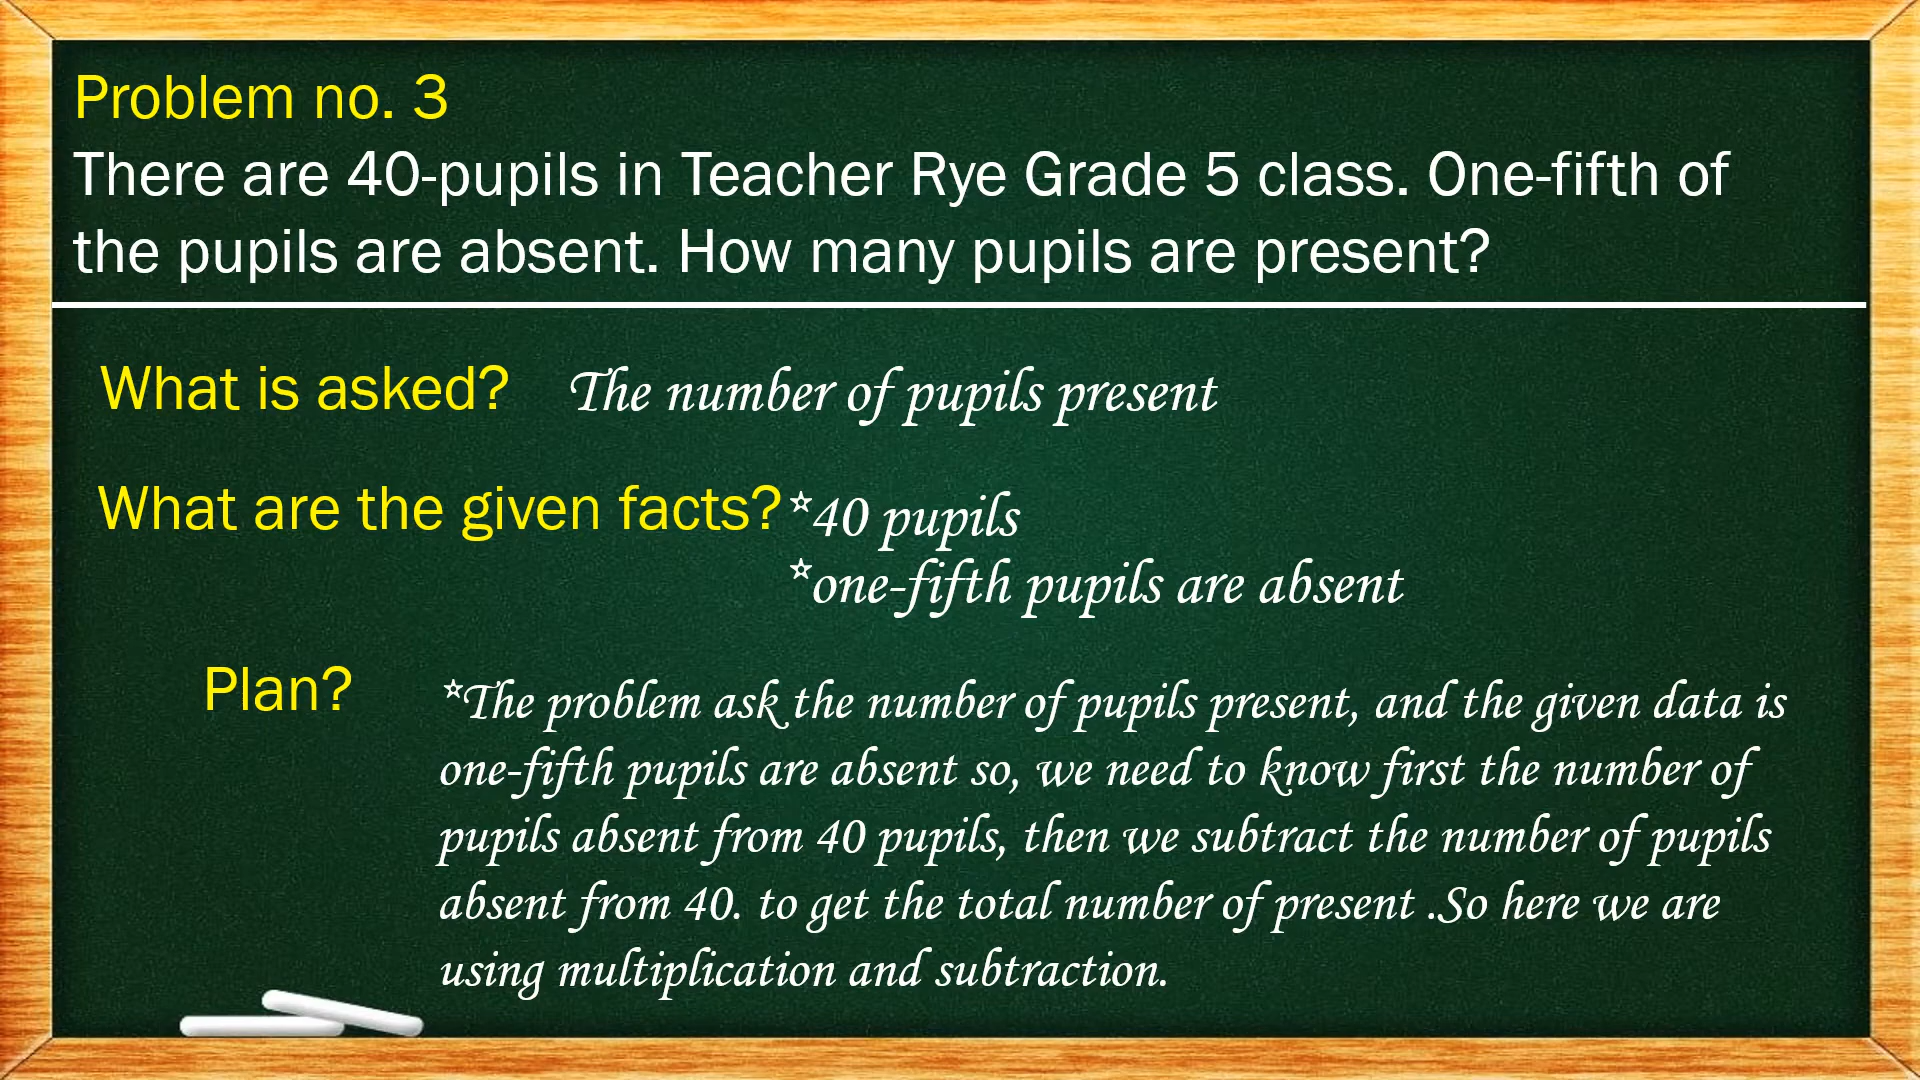 Problem no. 3
There are 40-pupils in Teacher Rye Grade 5 class. One-fifth of
the pupils are absent. How many pupils are present?
What is asked? The number of pupils present
What are the given facts? *40 pupils
*one-fifth pupils are absent
Plan? *The problem ask the number of pupils present, and the given data is
one-fifth pupils are absent so, we need to know first the number of
pupils absent from 40 pupils, then we subtract the number of pupils
absent from 40. to get the total number of present .So here we are
using multiplication and subtraction.